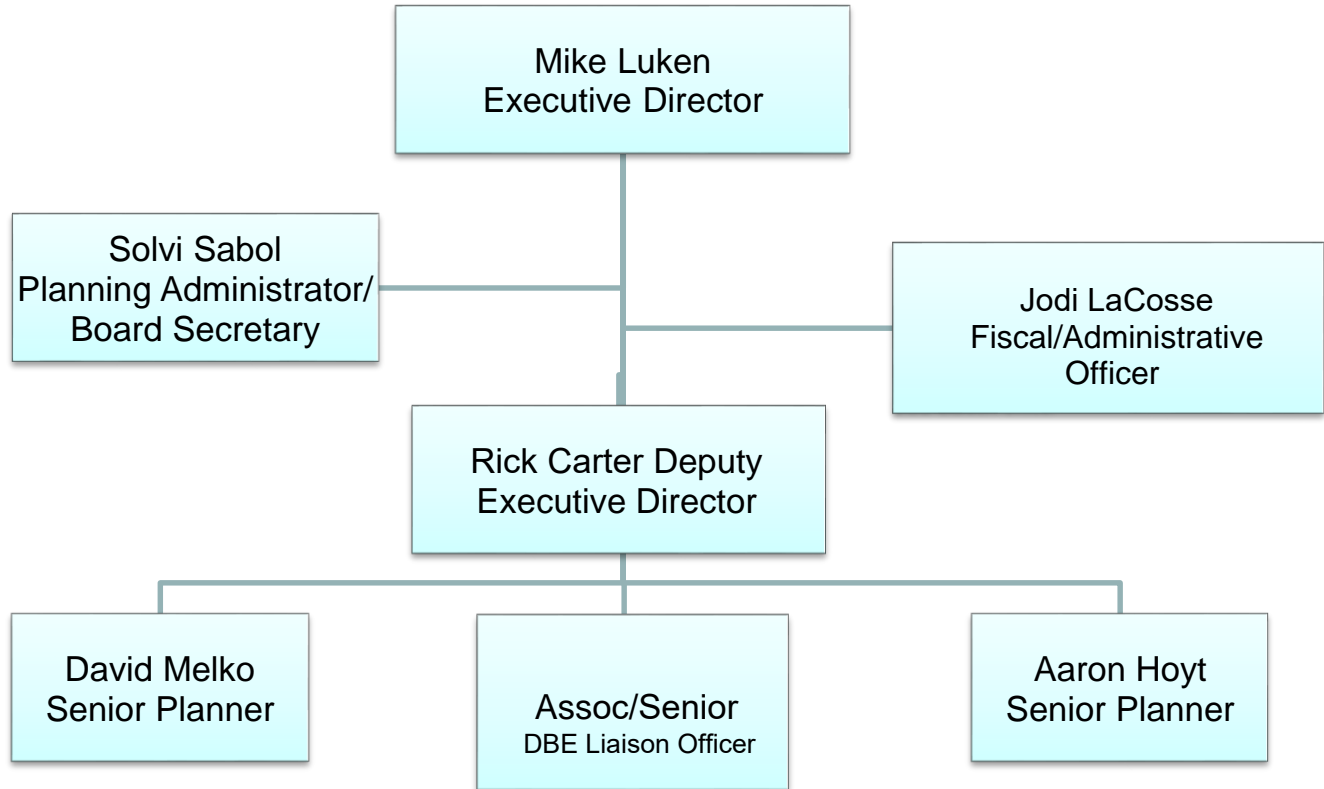 Mike Luken
Executive Director
Solvi Sabol
Planning Administrator/
Board Secretary
Jodi LaCosse
Fiscal/Administrative
Officer
Rick Carter Deputy
Executive Director
David Melko
Senior Planner
Assoc/Senior
DBE Liaison Officer
Aaron Hoyt
Senior Planner